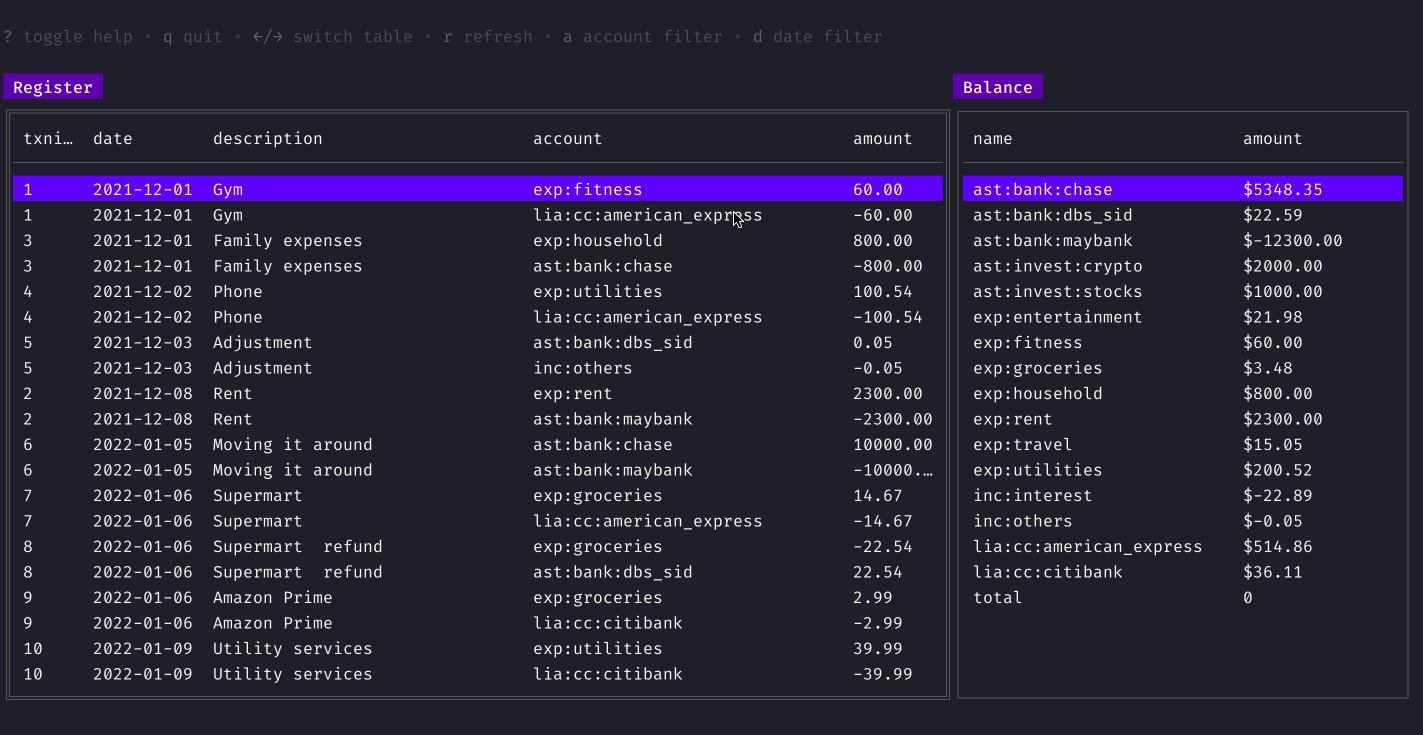 ? toggle help • q quit • ←/→ switch table • r refresh • a account filter • d date filter
Register
txni… date description account amount
1 2021-12-01 Gym exp:fitness 60.00
1 2021-12-01 Gym lia:cc:american_express -60.00
3 2021-12-01 Family expenses exp:household 800.00
3 2021-12-01 Family expenses ast:bank:chase -800.00
4 2021-12-02 Phone exp:utilities 100.54
4 2021-12-02 Phone lia:cc:american_express -100.54
5 2021-12-03 Adjustment ast:bank:dbs_sid 0.05
5 2021-12-03 Adjustment inc:others -0.05
2 2021-12-08 Rent exp:rent 2300.00
2 2021-12-08 Rent ast:bank:maybank -2300.00
6 2022-01-05 Moving it around ast:bank:chase 10000.00
6 2022-01-05 Moving it around ast:bank:maybank -10000.…
7 2022-01-06 Supermart exp:groceries 14.67
7 2022-01-06 Supermart lia:cc:american_express -14.67
8 2022-01-06 Supermart  refund exp:groceries -22.54
8 2022-01-06 Supermart  refund ast:bank:dbs_sid 22.54
9 2022-01-06 Amazon Prime exp:groceries 2.99
9 2022-01-06 Amazon Prime lia:cc:citibank -2.99
10 2022-01-09 Utility services exp:utilities 39.99
10 2022-01-09 Utility services lia:cc:citibank -39.99
Balance
name amount
ast:bank:chase $5348.35
ast:bank:dbs_sid $22.59
ast:bank:maybank $-12300.00
ast:invest:crypto $2000.00
ast:invest:stocks $1000.00
exp:entertainment $21.98
exp:fitness $60.00
exp:groceries $3.48
exp:household $800.00
exp:rent $2300.00
exp:travel $15.05
exp:utilities $200.52
inc:interest $-22.89
inc:others $-0.05
lia:cc:american_express $514.86
lia:cc:citibank $36.11
total 0